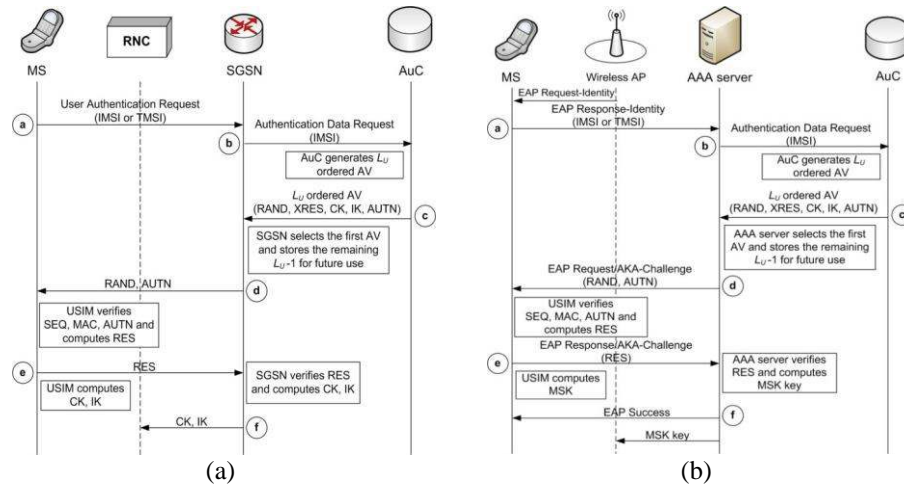 RNC
MS
SGSN
AuC
User Authentication Request
(IMSI or TMSI)
a
b
Authentication Data Request
(IMSI)
AuC generates LU
ordered AV
LU ordered AV
(RAND, XRES, CK, IK, AUTN)
c
SGSN selects the first AV
and stores the remaining
LU-1 for future use
RAND, AUTN
d
USIM verifies
SEQ, MAC, AUTN and
computes RES
e
RES
SGSN verifies RES
and computes CK, IK
USIM computes
CK, IK
CK, IK
f
(a)
MS
Wireless AP
AAA server
AuC
EAP Request-Identity
EAP Response-Identity
(IMSI or TMSI)
a
b
Authentication Data Request
(IMSI)
AuC generates LU
ordered AV
LU ordered AV
(RAND, XRES, CK, IK, AUTN)
c
AAA server selects the first
AV and stores the remaining
LU-1 for future use
EAP Request/AKA-Challenge
(RAND, AUTN)
d
USIM verifies
SEQ, MAC, AUTN and
computes RES
e
EAP Response/AKA-Challenge
(RES)
AAA server verifies
RES and computes
MSK key
USIM computes
MSK
EAP Success
f
MSK key
(b)